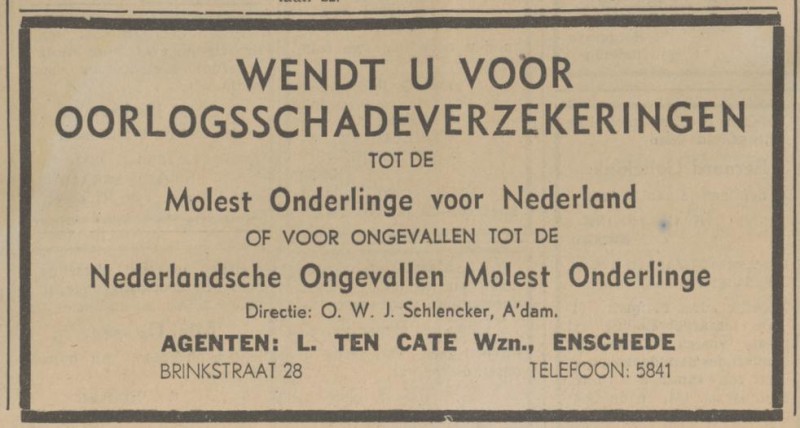 WENDT U VOOR
OORLOGSSCHADEVERZEKERINGEN
TOT DE
Molest Onderlinge voor Nederland
OF VOOR ONGEVALLEN TOT DE
Nederlandsche Ongevallen Molest Onderlinge
Directie: O. W. J. Schlencker, A'dam.
AGENTEN: L. TEN CATE Wzn., ENSCHEDE
BRINKSTRAAT 28 TELEFOON: 5841